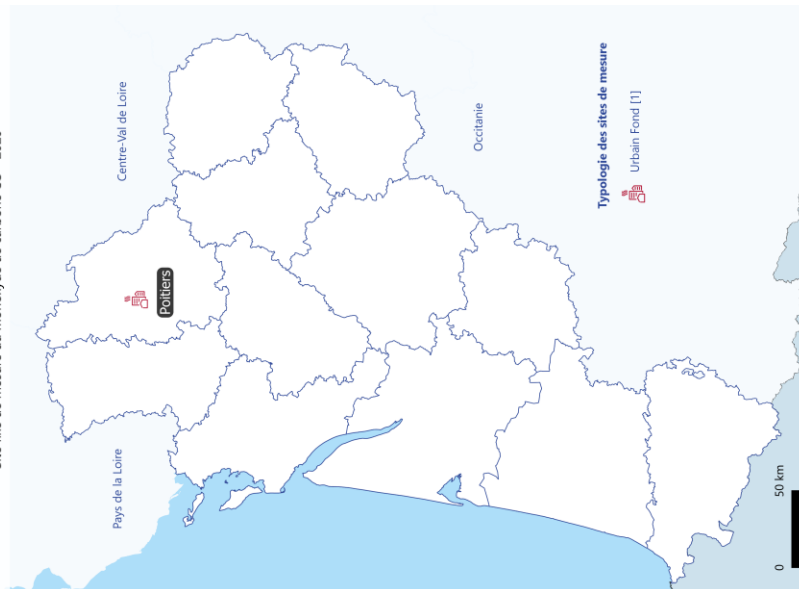 Centre-Val de Loire
Poitiers
Pays de la Loire
Occitanie
Typologie des sites de mesure
Urbain Fond [1]
0
50 km